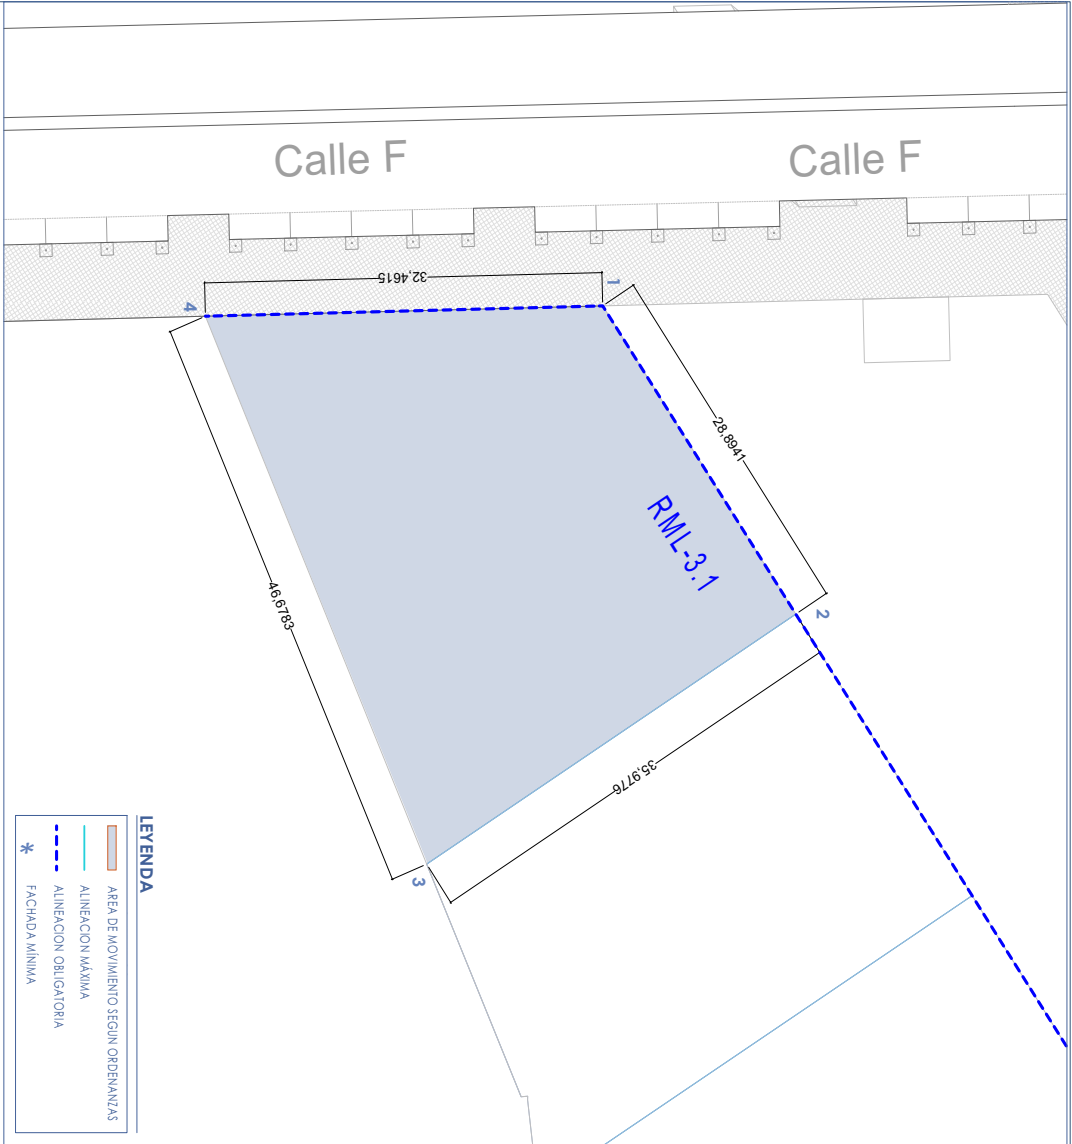 Calle F
Calle F
32,4615
1
4
28,8941
RML-3.1
2
46,6783
35,9776
3
LEYENDA
AREA DE MOVIMIENTO SEGUN ORDENANZAS
ALINEACION MÁXIMA
ALINEACION OBLIGATORIA
* FACHADA MÍNIMA